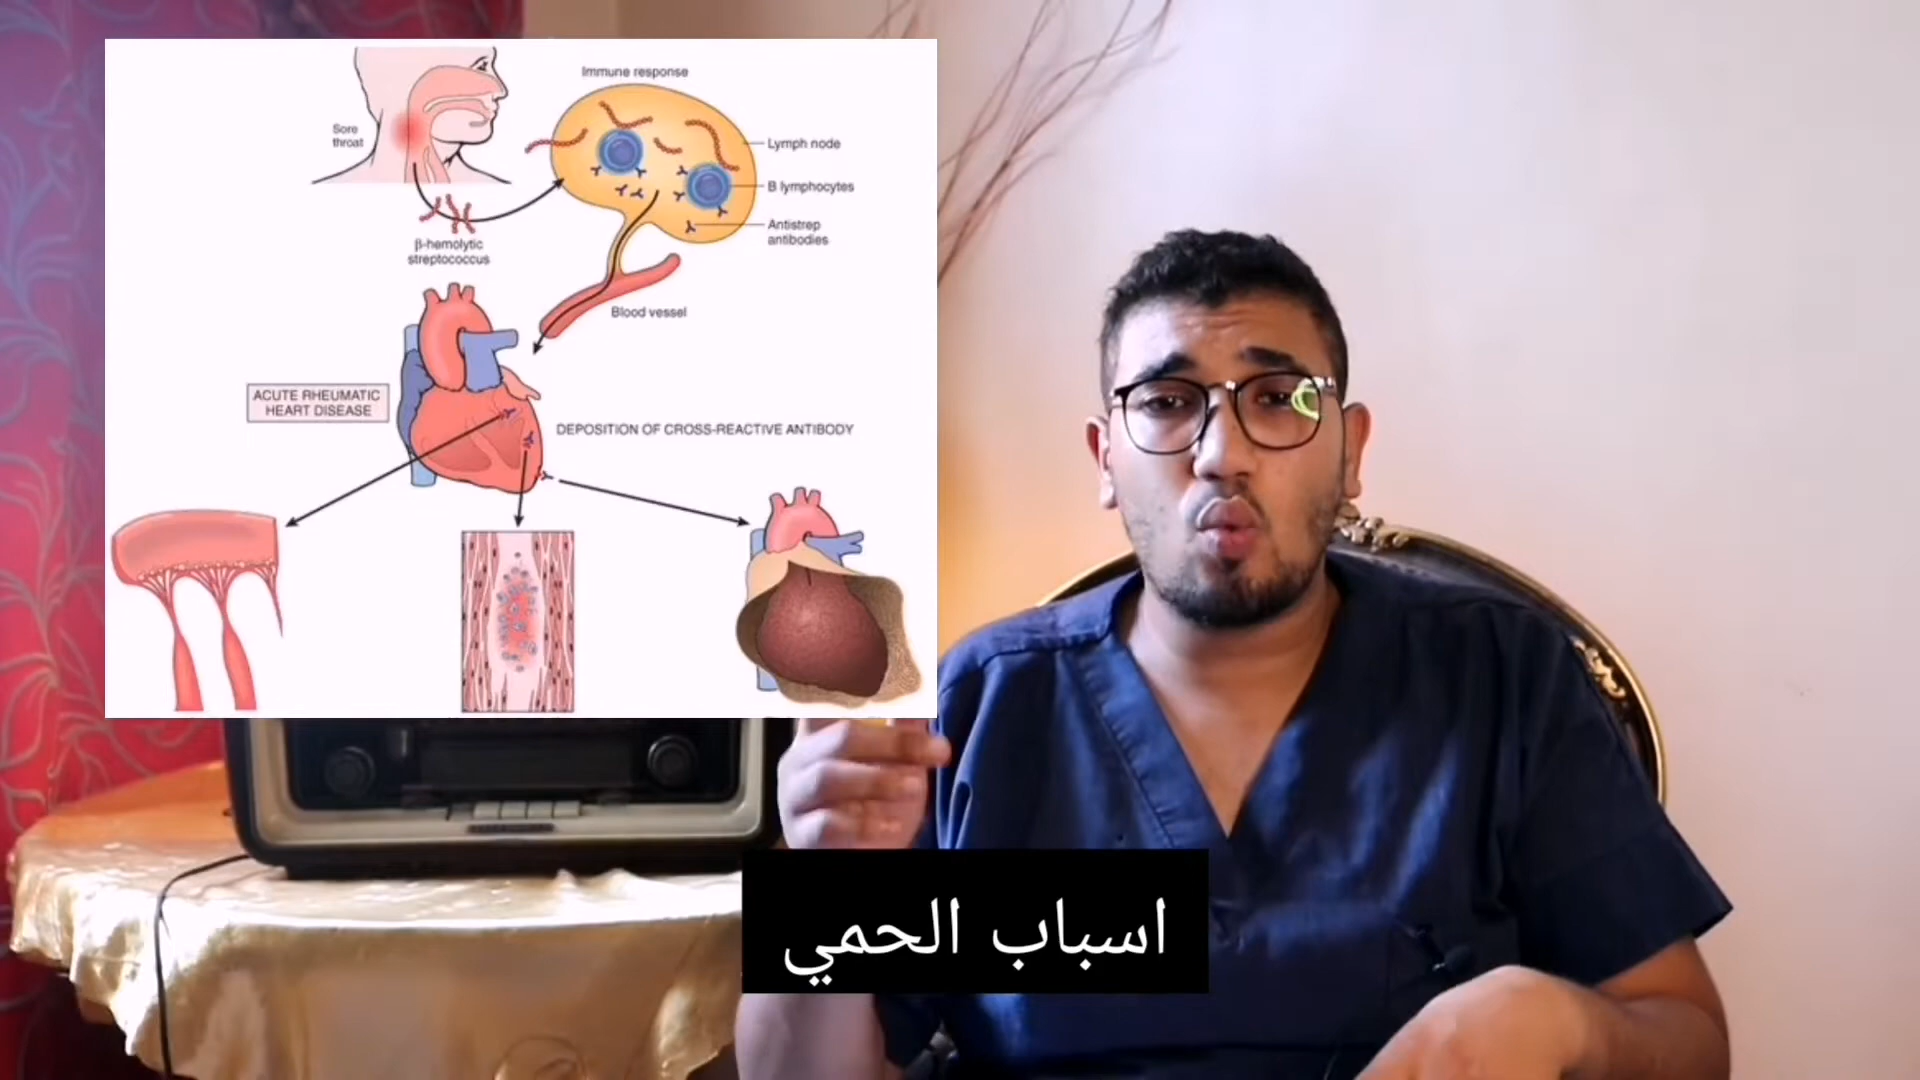 Immune response
Sore
throat
Lymph node
B lymphocytes
Antistrep
antibodies
β-hemolytic
streptococcus
Blood vessel
ACUTE RHEUMATIC
HEART DISEASE
DEPOSITION OF CROSS-REACTIVE ANTIBODY
اسباب الحمي